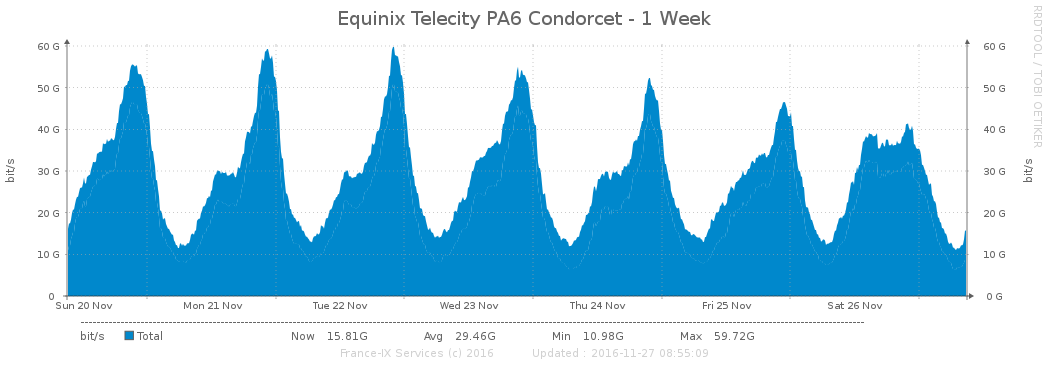 Equinix Telecity PA6 Condorcet - 1 Week
RRDTOOL / TOBI OETIKER
60 G 60 G
50 G 50 G
40 G 40 G
30 G 30 G
20 G 20 G
10 G 10 G
0 0 G
bit/s bit/s
Sun 20 Nov Mon 21 Nov Tue 22 Nov Wed 23 Nov Thu 24 Nov Fri 25 Nov Sat 26 Nov
bit/s Total Now 15.81G Avg 29.46G Min 10.98G Max 59.72G
France-IX Services (c) 2016 Updated : 2016-11-27 08:55:09